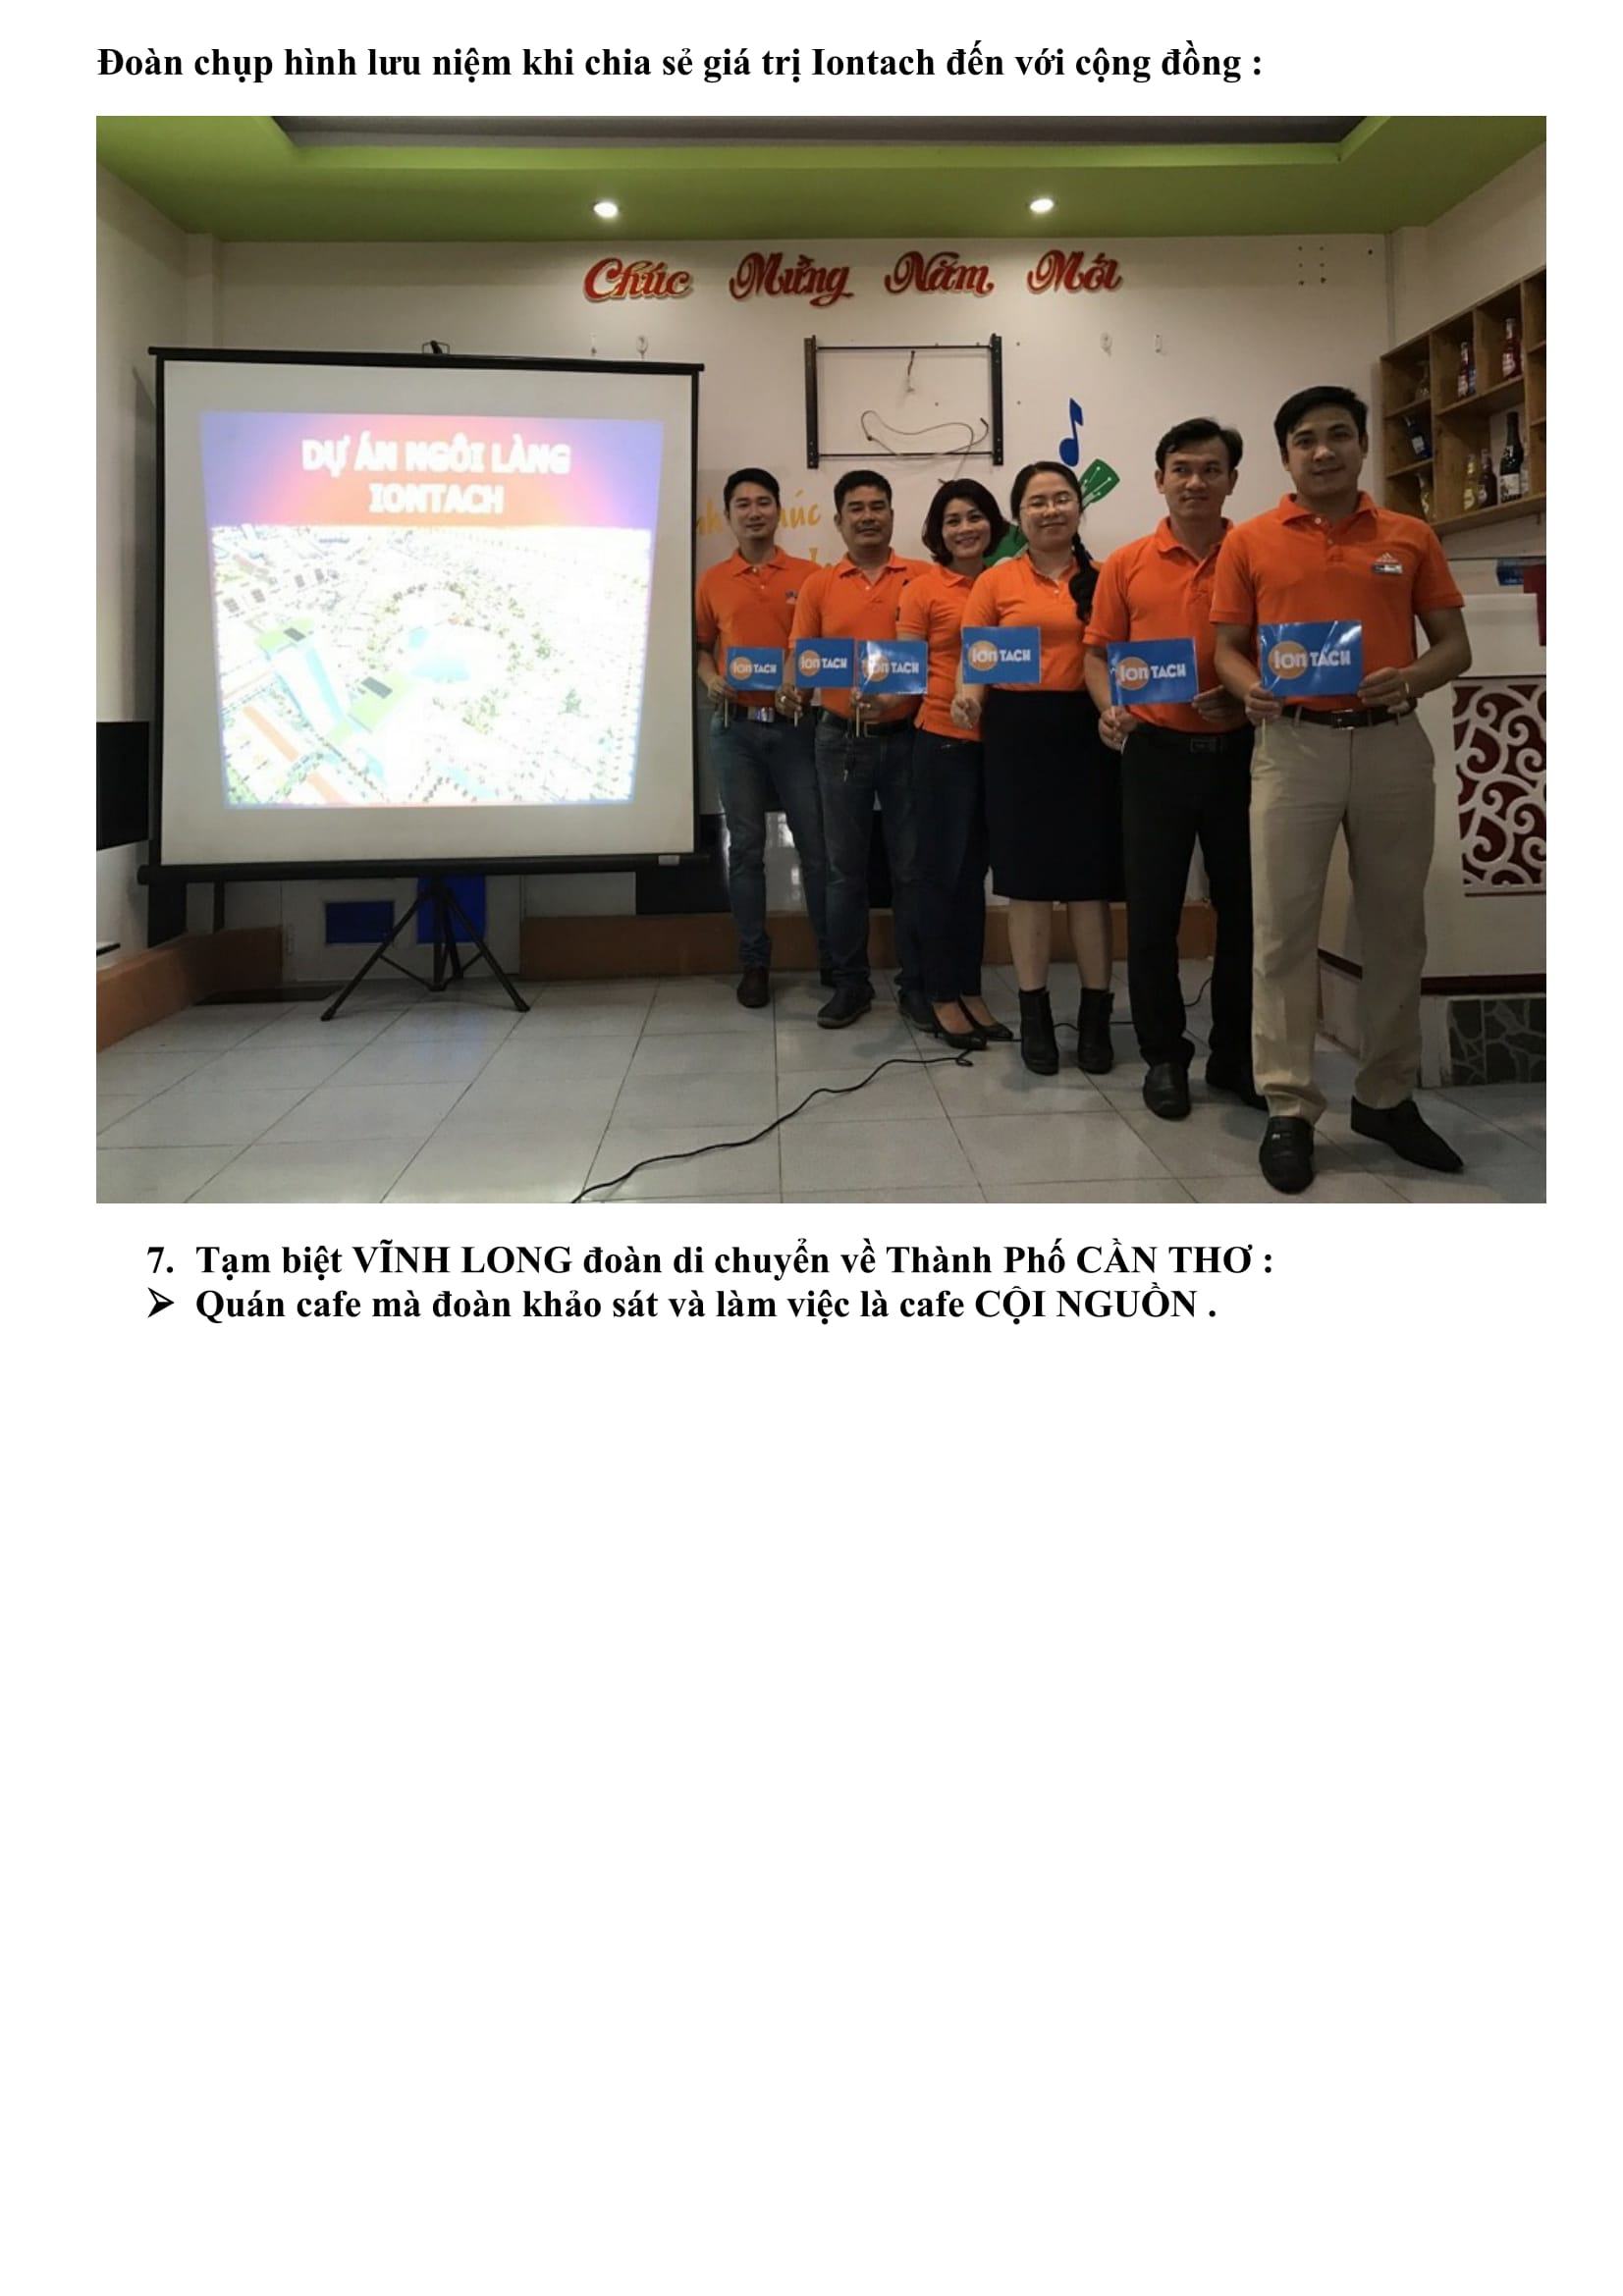 Đoàn chụp hình lưu niệm khi chia sẻ giá trị Iontach đến với cộng đồng :
Chúc Mừng Năm Mới
DỰ ÁN NGÔI LÀNG
IONTACH
ion TACH
ion TACH
ion TACH
ion TACH
ion TACH
ion TACH
7. Tạm biệt VĨNH LONG đoàn di chuyển về Thành Phố CẦN THƠ :
➢ Quán cafe mà đoàn khảo sát và làm việc là cafe CỘI NGUỒN .